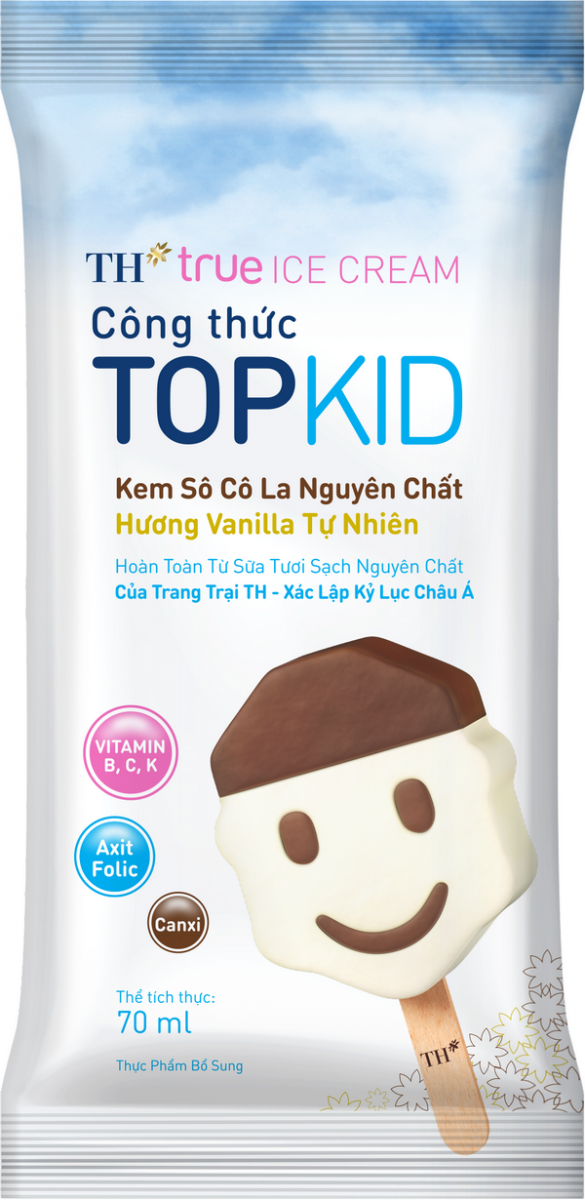 TH true ICE CREAM
Công thức
TOPKID
Kem Sô Cô La Nguyên Chất
Hương Vanilla Tự Nhiên
Hoàn Toàn Từ Sữa Tươi Sạch Nguyên Chất
Của Trang Trại TH - Xác Lập Kỷ Lục Châu Á
VITAMIN
B, C, K
Axit
Folic
Canxi
Thể tích thực:
70 ml
TH
Thực Phẩm Bổ Sung